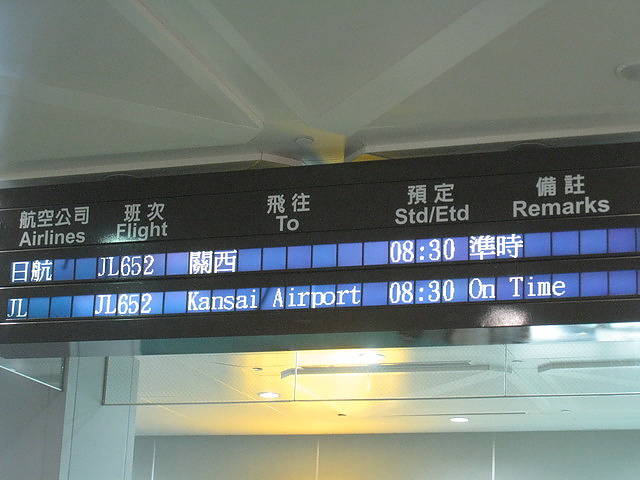 航空公司 班次 飛往 預定 備註
Airlines Flight To Std/Etd Remarks
日航 JL652 關西 08:30 準時
JL JL652 Kansai Airport 08:30 On Time